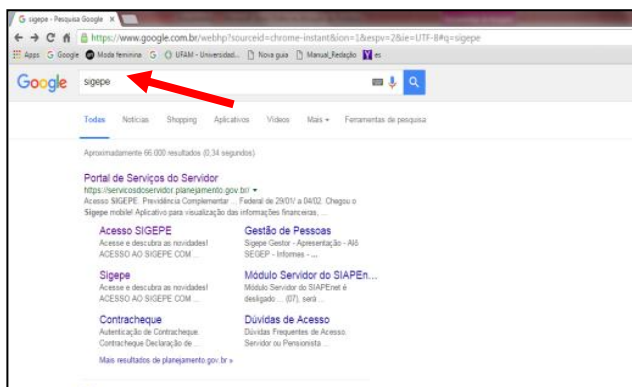 sigepe - Pesquisa Google
https://www.google.com.br/webhp?sourceid=chrome-instant&ion=1&espv=2&ie=UTF-8#q=sigepe
Apps Google Moda feminina G UFAM - Universidad... Nova guia Manual_Redação es
Google sigepe
Todas Notícias Shopping Aplicativos Vídeos Mais Ferramentas de pesquisa
Aproximadamente 66.000 resultados (0,34 segundos)
Portal de Serviços do Servidor
https://servicosdoservidor.planejamento.gov.br/
Acesso SIGEPE. Previdência Complementar ... Federal de 29/01/ a 04/02. Chegou o
Sigepe mobile! Aplicativo para visualização das informações financeiras, ...
Acesso SIGEPE
Acesse e descubra as novidades!
ACESSO AO SIGEPE COM ...
Gestão de Pessoas
Sigepe Gestor - Apresentação - Alô
SEGEP - Informes - ...
Sigepe
Acesse e descubra as novidades!
ACESSO AO SIGEPE COM ...
Módulo Servidor do SIAPEn...
Módulo Servidor do SIAPEnet é
desligado ... (07), será ...
Contracheque
Autenticação de Contracheque.
Contracheque Declaração de ...
Dúvidas de Acesso
Dúvidas Frequentes de Acesso.
Servidor ou Pensionista ...
Mais resultados de planejamento.gov.br »